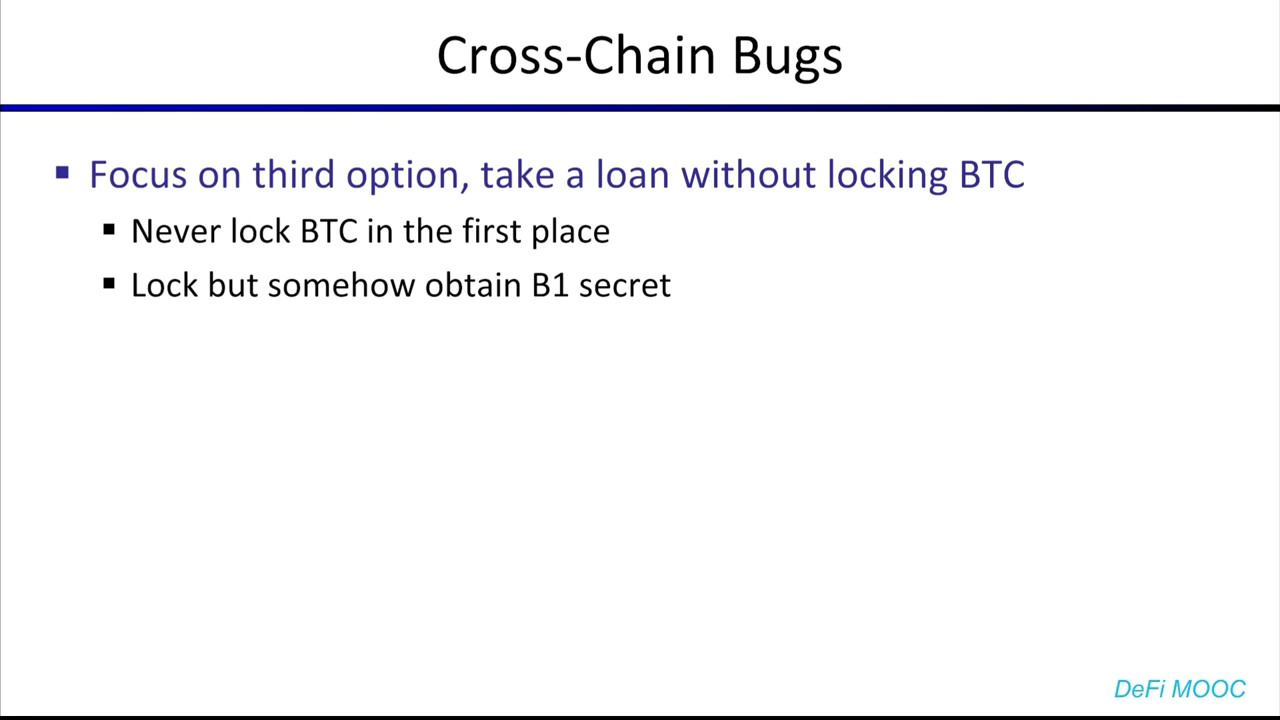 Cross-Chain Bugs
▪ Focus on third option, take a loan without locking BTC
▪ Never lock BTC in the first place
▪ Lock but somehow obtain B1 secret
DeFi MOOC